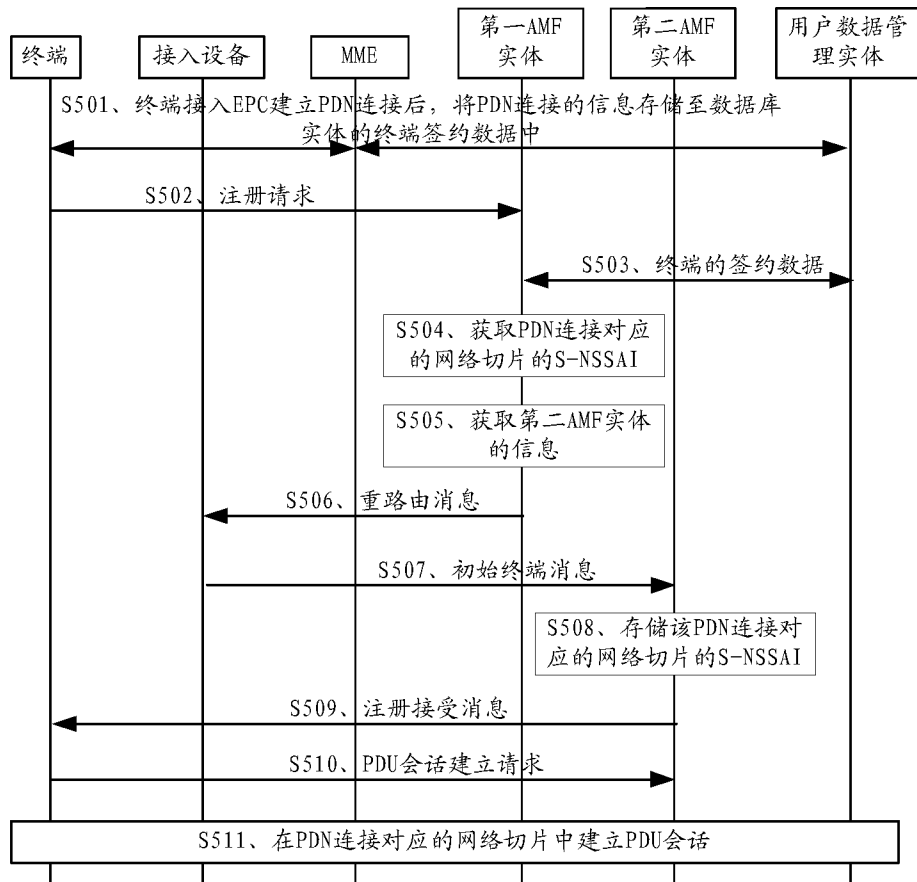 终端
接入设备
MME
第一AMF
实体
第二AMF
实体
用户数据管
理实体
S501、终端接入EPC建立PDN连接后，将PDN连接的信息存储至数据库
实体的终端签约数据中
S502、注册请求
S503、终端的签约数据
S504、获取PDN连接对应
的网络切片的S-NSSAI
S505、获取第二AMF实体
的信息
S506、重路由消息
S507、初始终端消息
S508、存储该PDN连接对
应的网络切片的S-NSSAI
S509、注册接受消息
S510、PDU会话建立请求
S511、在PDN连接对应的网络切片中建立PDU会话